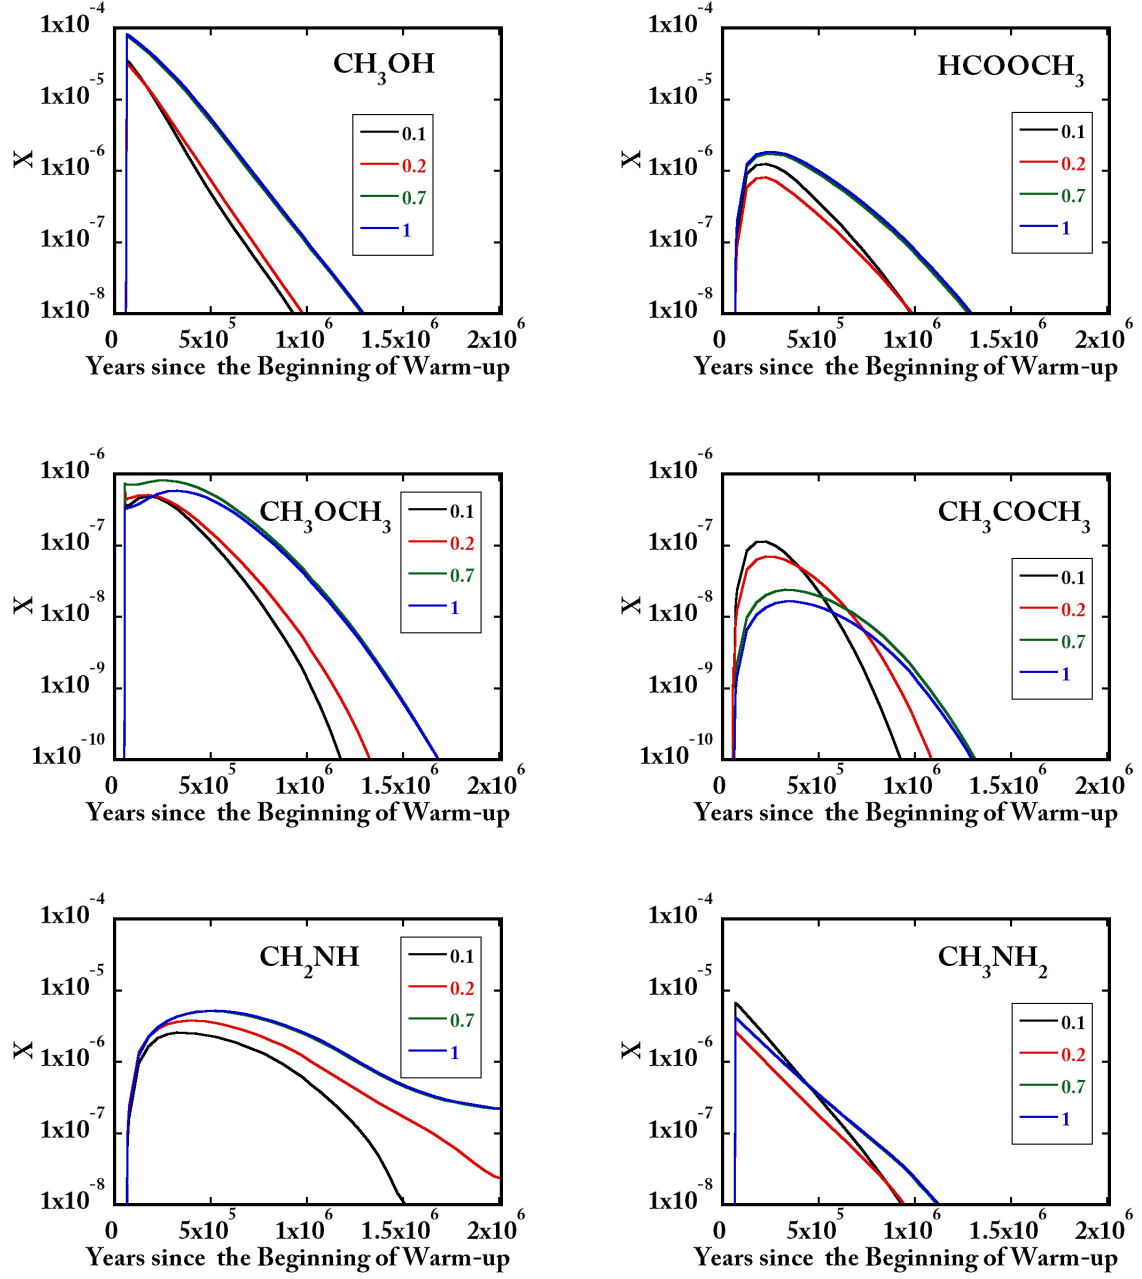 1x10^-4
1x10^-5
1x10^-6
1x10^-7
1x10^-8
X
CH3OH
0.1
0.2
0.7
1
0 5x10^5 1x10^6 1.5x10^6 2x10^6
Years since the Beginning of Warm-up
1x10^-4
1x10^-5
1x10^-6
1x10^-7
1x10^-8
X
HCOOCH3
0.1
0.2
0.7
1
0 5x10^5 1x10^6 1.5x10^6 2x10^6
Years since the Beginning of Warm-up
1x10^-6
1x10^-7
1x10^-8
1x10^-9
1x10^-10
X
CH3OCH3
0.1
0.2
0.7
1
0 5x10^5 1x10^6 1.5x10^6 2x10^6
Years since the Beginning of Warm-up
1x10^-6
1x10^-7
1x10^-8
1x10^-9
1x10^-10
X
CH3COCH3
0.1
0.2
0.7
1
0 5x10^5 1x10^6 1.5x10^6 2x10^6
Years since the Beginning of Warm-up
1x10^-4
1x10^-5
1x10^-6
1x10^-7
1x10^-8
X
CH2NH
0.1
0.2
0.7
1
0 5x10^5 1x10^6 1.5x10^6 2x10^6
Years since the Beginning of Warm-up
1x10^-4
1x10^-5
1x10^-6
1x10^-7
1x10^-8
X
CH3NH2
0.1
0.2
0.7
1
0 5x10^5 1x10^6 1.5x10^6 2x10^6
Years since the Beginning of Warm-up